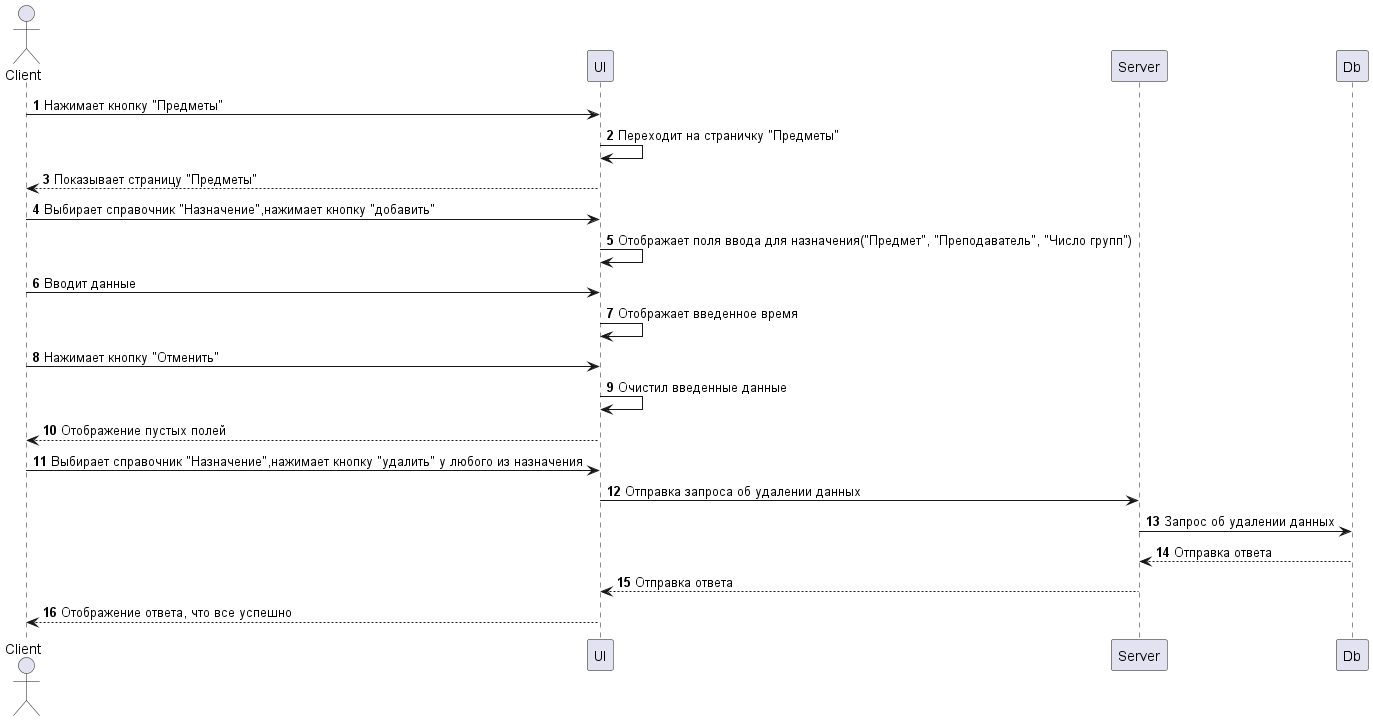 Client
UI
Server
Db
1 Нажимает кнопку "Предметы"
2 Переходит на страничку "Предметы"
3 Показывает страницу "Предметы"
4 Выбирает справочник "Назначение",нажимает кнопку "добавить"
5 Отображает поля ввода для назначения("Предмет", "Преподаватель", "Число групп")
6 Вводит данные
7 Отображает введенное время
8 Нажимает кнопку "Отменить"
9 Очистил введенные данные
10 Отображение пустых полей
11 Выбирает справочник "Назначение",нажимает кнопку "удалить" у любого из назначения
12 Отправка запроса об удалении данных
13 Запрос об удалении данных
14 Отправка ответа
15 Отправка ответа
16 Отображение ответа, что все успешно
Client
UI
Server
Db